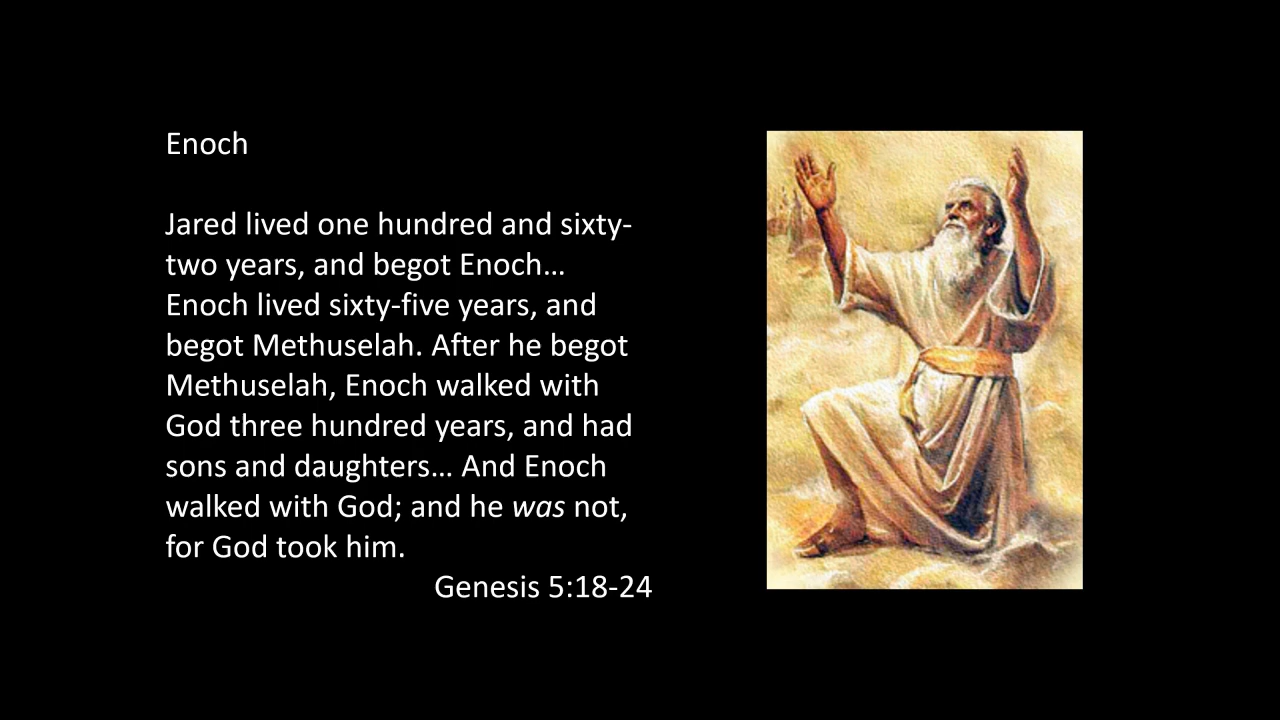 Enoch
Jared lived one hundred and sixty-
two years, and begot Enoch…
Enoch lived sixty-five years, and
begot Methuselah. After he begot
Methuselah, Enoch walked with
God three hundred years, and had
sons and daughters… And Enoch
walked with God; and he was not,
for God took him.
Genesis 5:18-24